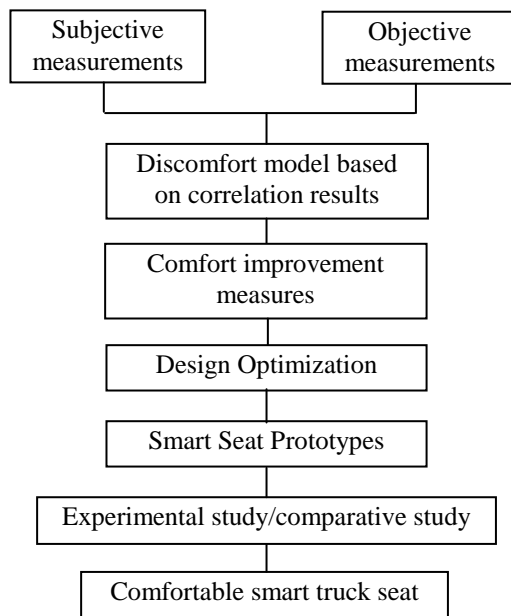 Subjective
measurements
Objective
measurements
Discomfort model based
on correlation results
Comfort improvement
measures
Design Optimization
Smart Seat Prototypes
Experimental study/comparative study
Comfortable smart truck seat